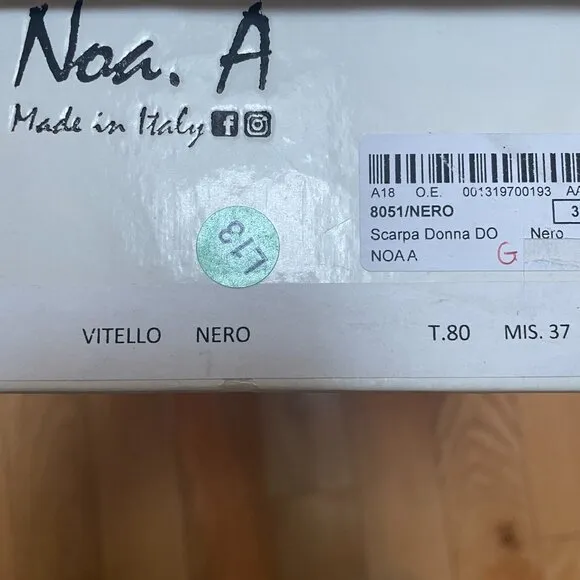 Noa. A
Made in Italy
A18 O.E. 001319700193
8051/NERO 3
Scarpa Donna DO Nero
NOA A G
L13
VITELLO NERO T.80 MIS. 37